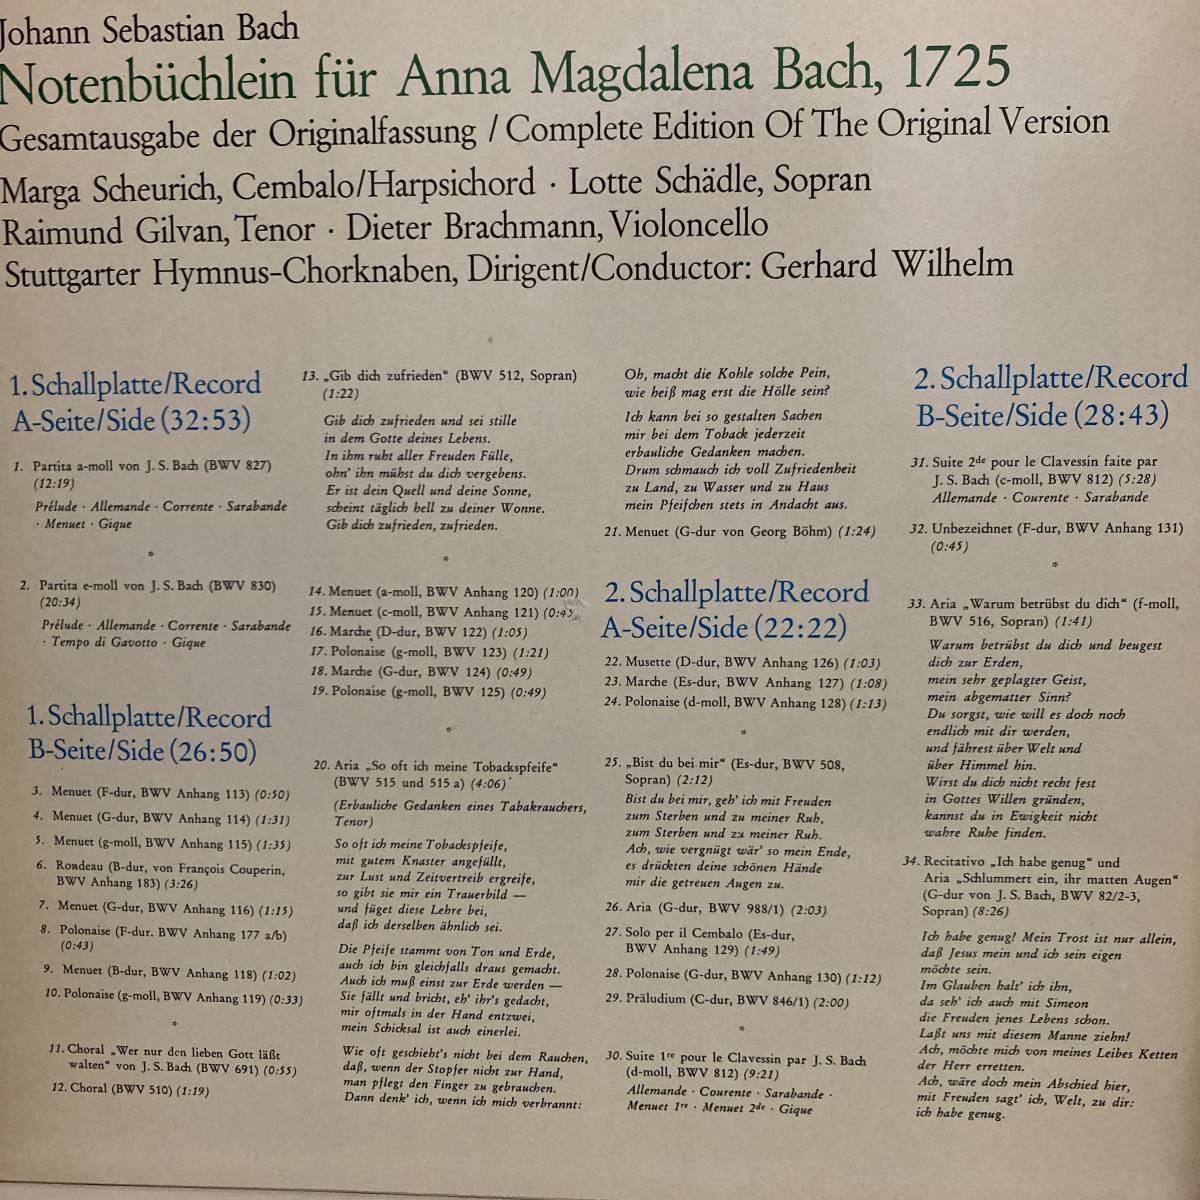 Johann Sebastian Bach
Notenbüchlein für Anna Magdalena Bach, 1725
Gesamtausgabe der Originalfassung / Complete Edition Of The Original Version
Marga Scheurich, Cembalo/Harpsichord · Lotte Schädle, Sopran
Raimund Gilvan, Tenor · Dieter Brachmann, Violoncello
Stuttgarter Hymnus-Chorknaben, Dirigent/Conductor: Gerhard Wilhelm
1. Schallplatte/Record
A-Seite/Side (32:53)
1. Partita a-moll von J. S. Bach (BWV 827)
(12:19)
Prélude · Allemande · Corrente · Sarabande
· Menuet · Gique
*
2. Partita e-moll von J. S. Bach (BWV 830)
(20:34)
Prélude · Allemande · Corrente · Sarabande
· Tempo di Gavotto · Gique
1. Schallplatte/Record
B-Seite/Side (26:50)
3. Menuet (F-dur, BWV Anhang 113) (0:50)
4. Menuet (G-dur, BWV Anhang 114) (1:31)
5. Menuet (g-moll, BWV Anhang 115) (1:35)
6. Rondeau (B-dur, von François Couperin,
BWV Anhang 183) (3:26)
7. Menuet (G-dur, BWV Anhang 116) (1:15)
8. Polonaise (F-dur. BWV Anhang 177 a/b)
(0:43)
9. Menuet (B-dur, BWV Anhang 118) (1:02)
10. Polonaise (g-moll, BWV Anhang 119) (0:33)
*
11. Choral „Wer nur den lieben Gott läßt
walten“ von J. S. Bach (BWV 691) (0:55)
12. Choral (BWV 510) (1:19)
13. „Gib dich zufrieden“ (BWV 512, Sopran)
(1:22)
Gib dich zufrieden und sei stille
in dem Gotte deines Lebens.
In ihm ruht aller Freuden Fülle,
ohn’ ihn mühst du dich vergebens.
Er ist dein Quell und deine Sonne,
scheint täglich hell zu deiner Wonne.
Gib dich zufrieden, zufrieden.
*
14. Menuet (a-moll, BWV Anhang 120) (1:00)
15. Menuet (c-moll, BWV Anhang 121) (0:45)
16. Marche (D-dur, BWV 122) (1:05)
17. Polonaise (g-moll, BWV 123) (1:21)
18. Marche (G-dur, BWV 124) (0:49)
19. Polonaise (g-moll, BWV 125) (0:49)
*
20. Aria „So oft ich meine Tobackspfeife“
(BWV 515 und 515 a) (4:06)
(Erbauliche Gedanken eines Tabakrauchers,
Tenor)
So oft ich meine Tobackspfeife,
mit gutem Knaster angefüllt,
zur Lust und Zeitvertreib ergreife,
so gibt sie mir ein Trauerbild —
und füget diese Lehre bei,
daß ich derselben ähnlich sei.
Die Pfeife stammt von Ton und Erde,
auch ich bin gleichfalls draus gemacht.
Auch ich muß einst zur Erde werden —
Sie fällt und bricht, eh’ ihr’s gedacht,
mir oftmals in der Hand entzwei,
mein Schicksal ist auch einerlei.
Wie oft geschieht’s nicht bei dem Rauchen,
daß, wenn der Stopfer nicht zur Hand,
man pflegt den Finger zu gebrauchen.
Dann denk’ ich, wenn ich mich verbrannt:
Oh, macht die Kohle solche Pein,
wie heiß mag erst die Hölle sein?
Ich kann bei so gestalten Sachen
mir bei dem Toback jederzeit
erbauliche Gedanken machen.
Drum schmauch ich voll Zufriedenheit
zu Land, zu Wasser und zu Haus
mein Pfeifchen stets in Andacht aus.
21. Menuet (G-dur von Georg Böhm) (1:24)
2. Schallplatte/Record
A-Seite/Side (22:22)
22. Musette (D-dur, BWV Anhang 126) (1:03)
23. Marche (Es-dur, BWV Anhang 127) (1:08)
24. Polonaise (d-moll, BWV Anhang 128) (1:13)
*
25. „Bist du bei mir“ (Es-dur, BWV 508,
Sopran) (2:12)
Bist du bei mir, geh’ ich mit Freuden
zum Sterben und zu meiner Ruh,
zum Sterben und zu meiner Ruh.
Ach, wie vergnügt wär’ so mein Ende,
es drückten deine schönen Hände
mir die getreuen Augen zu.
26. Aria (G-dur, BWV 988/1) (2:03)
27. Solo per il Cembalo (Es-dur,
BWV Anhang 129) (1:49)
28. Polonaise (G-dur, BWV Anhang 130) (1:12)
29. Präludium (C-dur, BWV 846/1) (2:00)
*
30. Suite 1re pour le Clavessin par J. S. Bach
(d-moll, BWV 812) (9:21)
Allemande · Courente · Sarabande ·
Menuet 1re · Menuet 2de · Gique
2. Schallplatte/Record
B-Seite/Side (28:43)
31. Suite 2de pour le Clavessin faite par
J. S. Bach (c-moll, BWV 812) (5:28)
Allemande · Courente · Sarabande
32. Unbezeichnet (F-dur, BWV Anhang 131)
(0:45)
*
33. Aria „Warum betrübst du dich“ (f-moll,
BWV 516, Sopran) (1:41)
Warum betrübst du dich und beugest
dich zur Erden,
mein sehr geplagter Geist,
mein abgematter Sinn?
Du sorgst, wie will es doch noch
endlich mit dir werden,
und fährest über Welt und
über Himmel hin.
Wirst du dich nicht recht fest
in Gottes Willen gründen,
kannst du in Ewigkeit nicht
wahre Ruhe finden.
34. Recitativo „Ich habe genug“ und
Aria „Schlummert ein, ihr matten Augen“
(G-dur von J. S. Bach, BWV 82/2-3,
Sopran) (8:26)
Ich habe genug! Mein Trost ist nur allein,
daß Jesus mein und ich sein eigen
möchte sein.
Im Glauben halt’ ich ihn,
da seh’ ich auch mit Simeon
die Freuden jenes Lebens schon.
Laßt uns mit diesem Manne ziehn!
Ach, möchte mich von meines Leibes Ketten
der Herr erretten.
Ach, wäre doch mein Abschied hier,
mit Freuden sagt’ ich, Welt, zu dir:
ich habe genug.